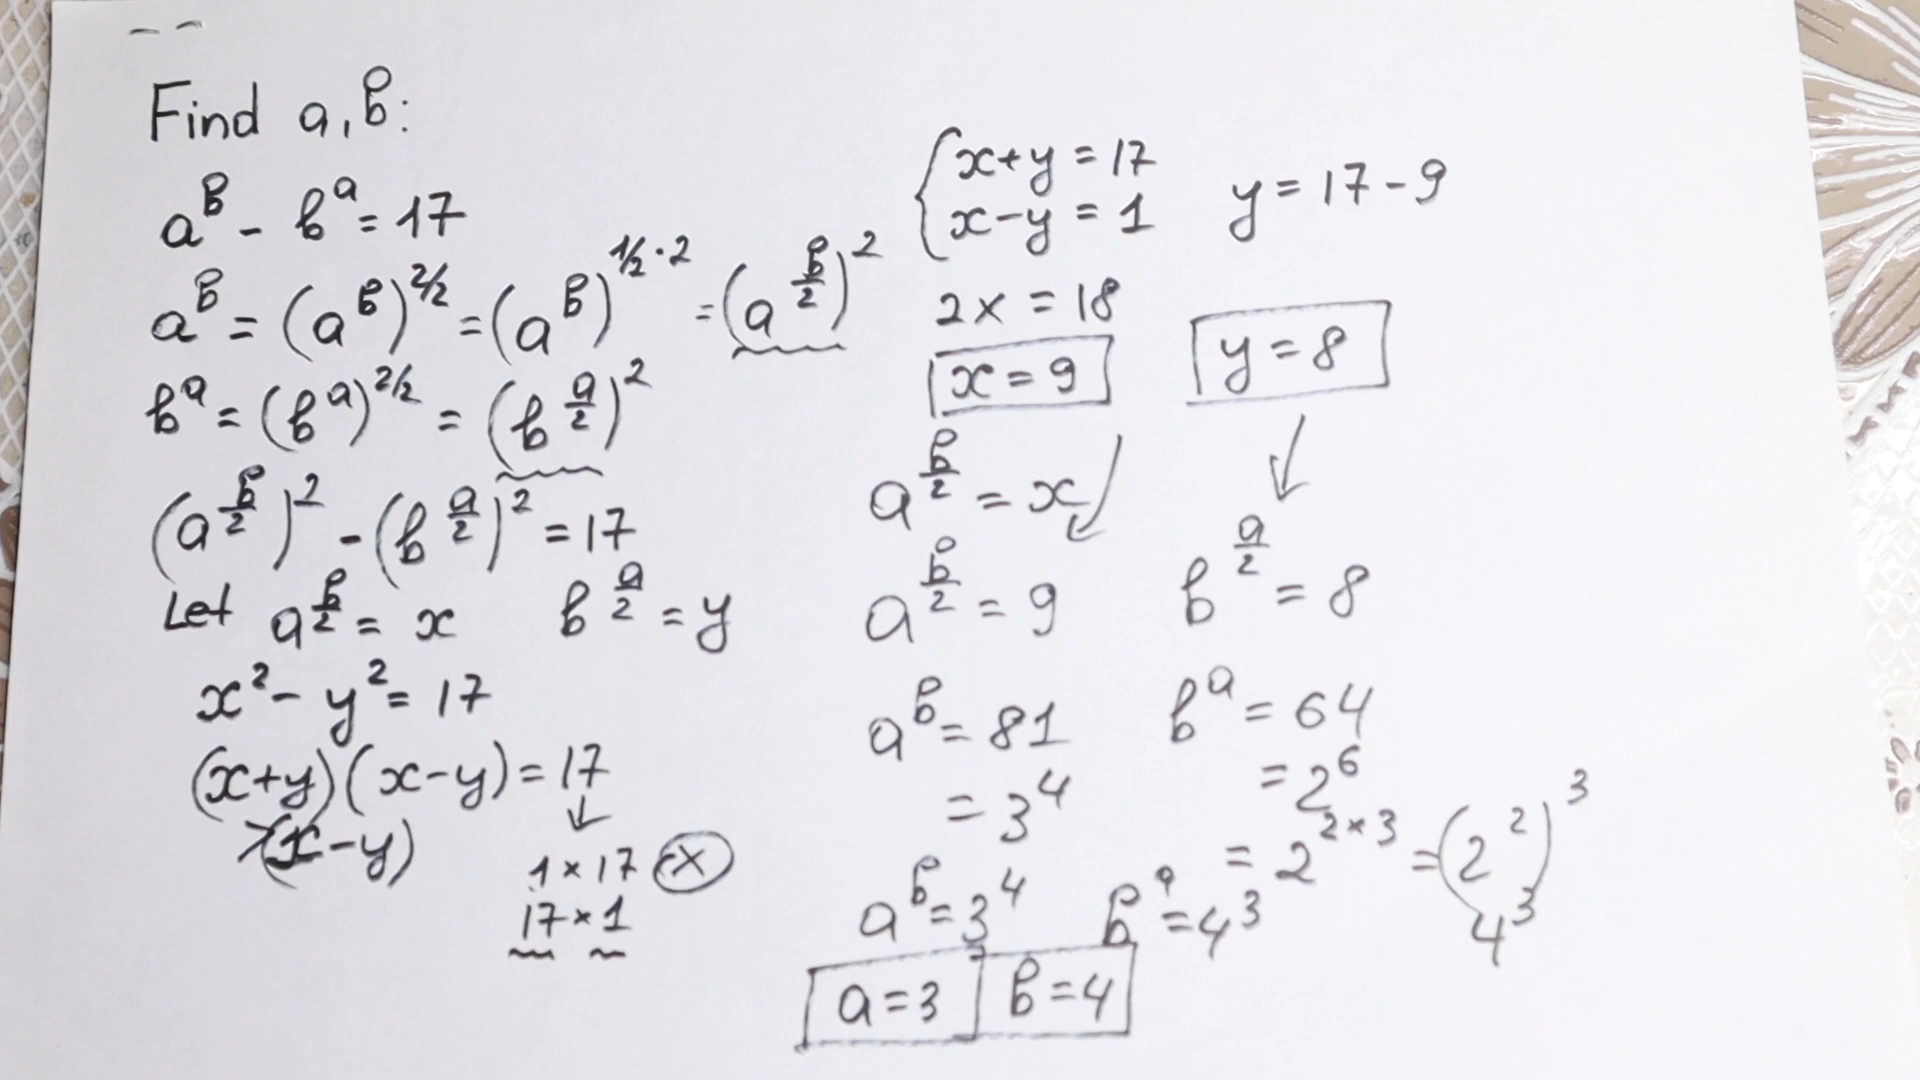 Find a, b:
a^b - b^a = 17
a^b = (a^b)^{2/2} = (a^b)^{1/2 · 2} = (a^{b/2})^2
b^a = (b^a)^{2/2} = (b^{a/2})^2
(a^{b/2})^2 - (b^{a/2})^2 = 17
Let a^{b/2} = x b^{a/2} = y
x^2 - y^2 = 17
(x+y)(x-y) = 17
(x-y)
1 × 17 (x)
17 × 1
{x+y = 17
x-y = 1
2x = 18
x = 9
a^{b/2} = x
a^{b/2} = 9
a^b = 81
= 3^4
a^b = 3^4
a = 3
y = 17 - 9
y = 8
b^{a/2} = 8
b^a = 64
= 2^6
= 2^{2×3} = (2^2)^3
4^3
b^a = 4^3
b = 4